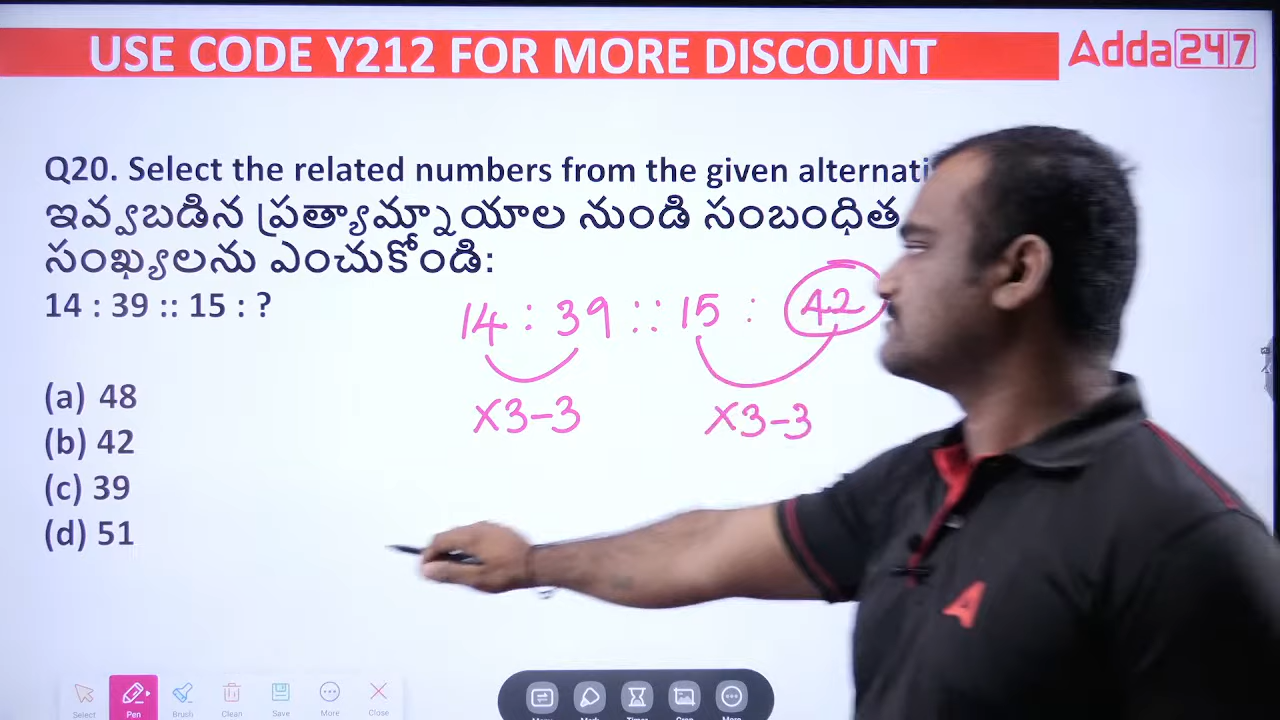 USE CODE Y212 FOR MORE DISCOUNT
Adda247
Q20. Select the related numbers from the given
ఇవ్వబడిన ప్రత్యామ్నాయాల నుండి సంబంధిత
సంఖ్యలను ఎంచుకోండి:
14 : 39 :: 15 : ?
14 : 39 :: 15 : 42
x3-3 x3-3
(a) 48
(b) 42
(c) 39
(d) 51
A
Select Pen Brush Clean Save More Close
More